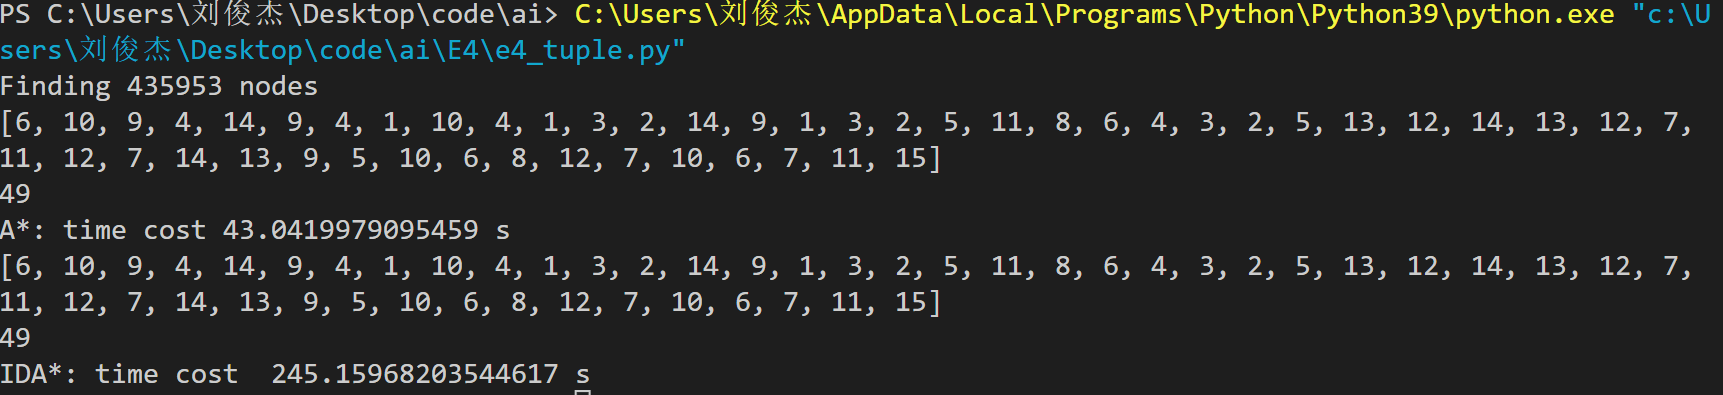 PS C:\Users\刘俊杰\Desktop\code\ai> C:\Users\刘俊杰\AppData\Local\Programs\Python\Python39\python.exe "c:\U
sers\刘俊杰\Desktop\code\ai\E4\e4_tuple.py"
Finding 435953 nodes
[6, 10, 9, 4, 14, 9, 4, 1, 10, 4, 1, 3, 2, 14, 9, 1, 3, 2, 5, 11, 8, 6, 4, 3, 2, 5, 13, 12, 14, 13, 12, 7,
11, 12, 7, 14, 13, 9, 5, 10, 6, 8, 12, 7, 10, 6, 7, 11, 15]
49
A*: time cost 43.0419979095459 s
[6, 10, 9, 4, 14, 9, 4, 1, 10, 4, 1, 3, 2, 14, 9, 1, 3, 2, 5, 11, 8, 6, 4, 3, 2, 5, 13, 12, 14, 13, 12, 7,
11, 12, 7, 14, 13, 9, 5, 10, 6, 8, 12, 7, 10, 6, 7, 11, 15]
49
IDA*: time cost  245.15968203544617 s